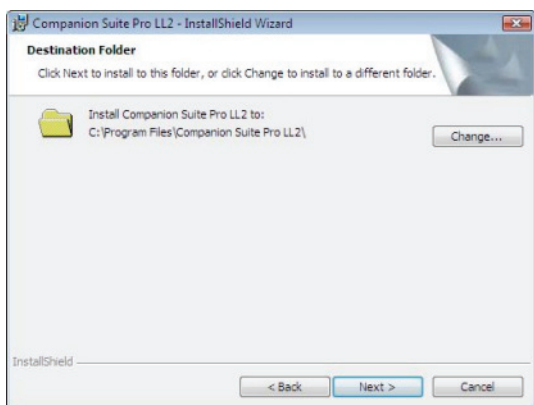 Companion Suite Pro LL2 - InstallShield Wizard
Destination Folder
Click Next to install to this folder, or click Change to install to a different folder.
Install Companion Suite Pro LL2 to:
C:\Program Files\Companion Suite Pro LL2\
Change...
InstallShield
< Back Next > Cancel